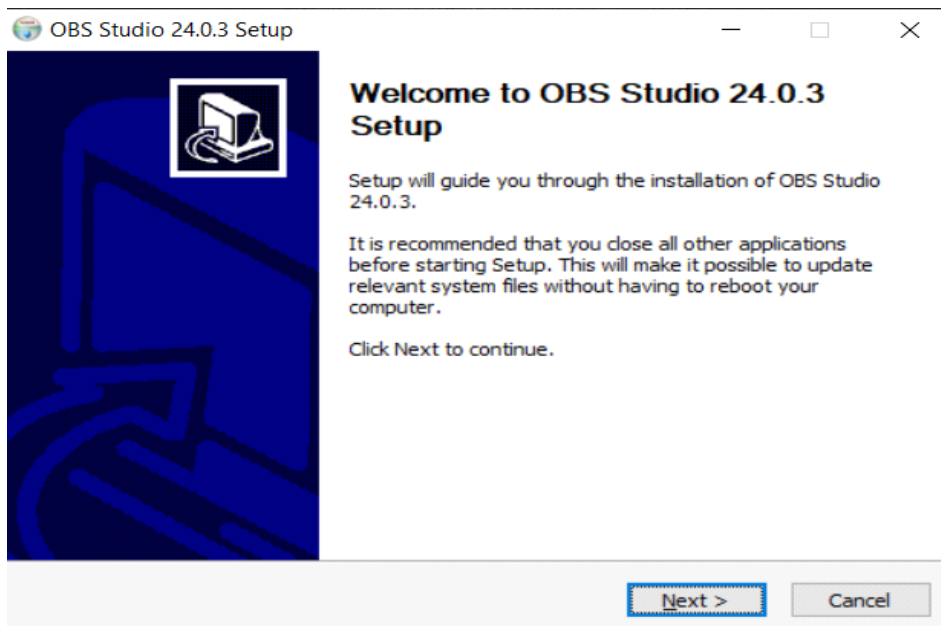 OBS Studio 24.0.3 Setup
Welcome to OBS Studio 24.0.3
Setup
Setup will guide you through the installation of OBS Studio
24.0.3.
It is recommended that you close all other applications
before starting Setup. This will make it possible to update
relevant system files without having to reboot your
computer.
Click Next to continue.
Next >
Cancel